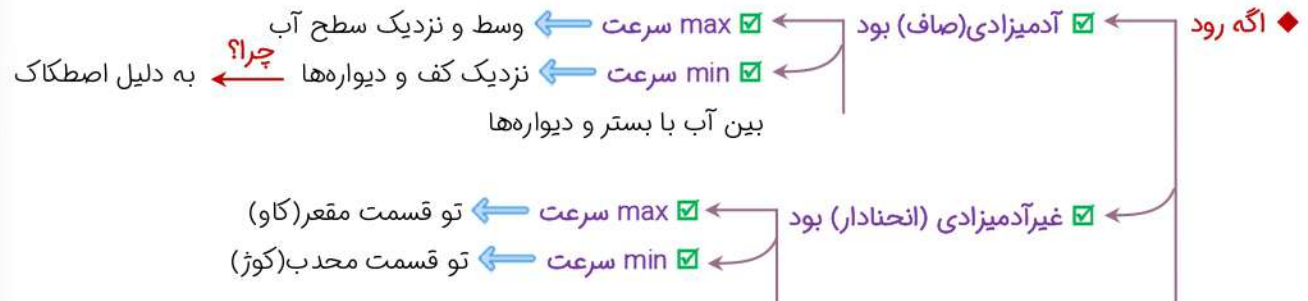 اگه رود
آدمیزادی(صاف) بود
max سرعت وسط و نزدیک سطح آب
min سرعت نزدیک کف و دیواره‌ها چرا؟ به دلیل اصطکاک
بین آب با بستر و دیواره‌ها
غیرآدمیزادی (انحنادار) بود
max سرعت تو قسمت مقعر(کاو)
min سرعت تو قسمت محدب(کوژ)